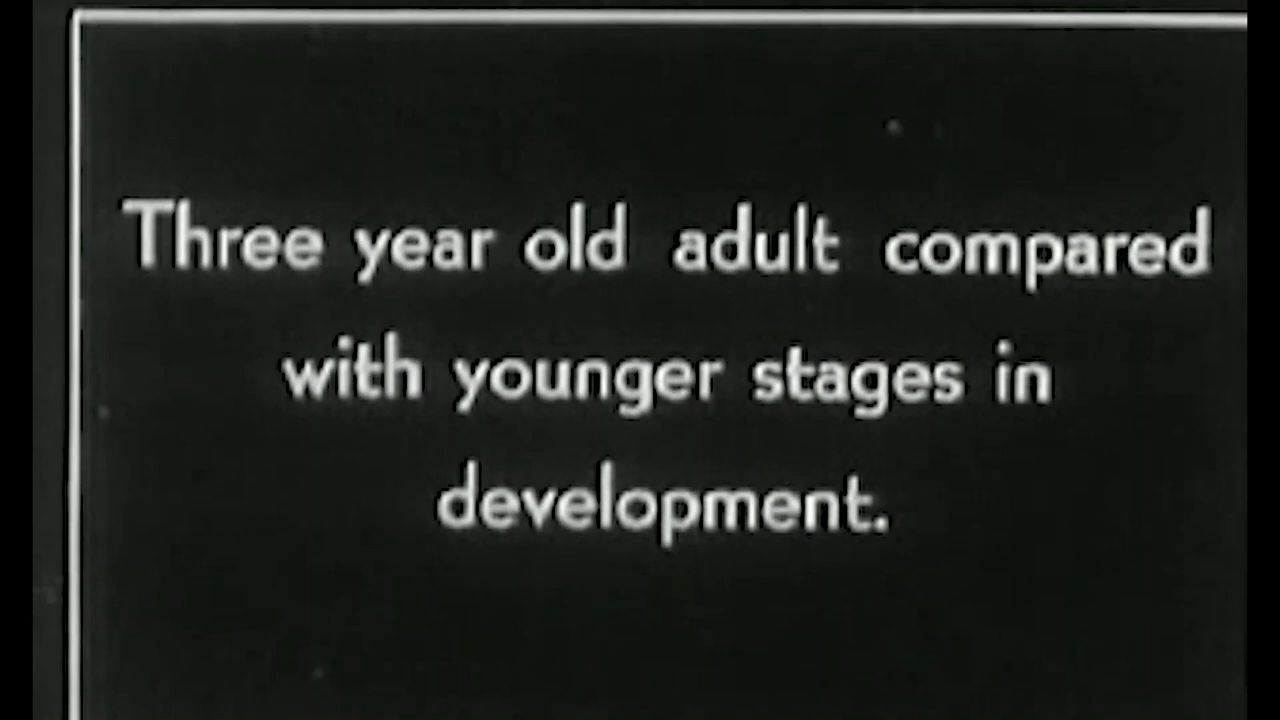 Three year old adult compared
with younger stages in
development.